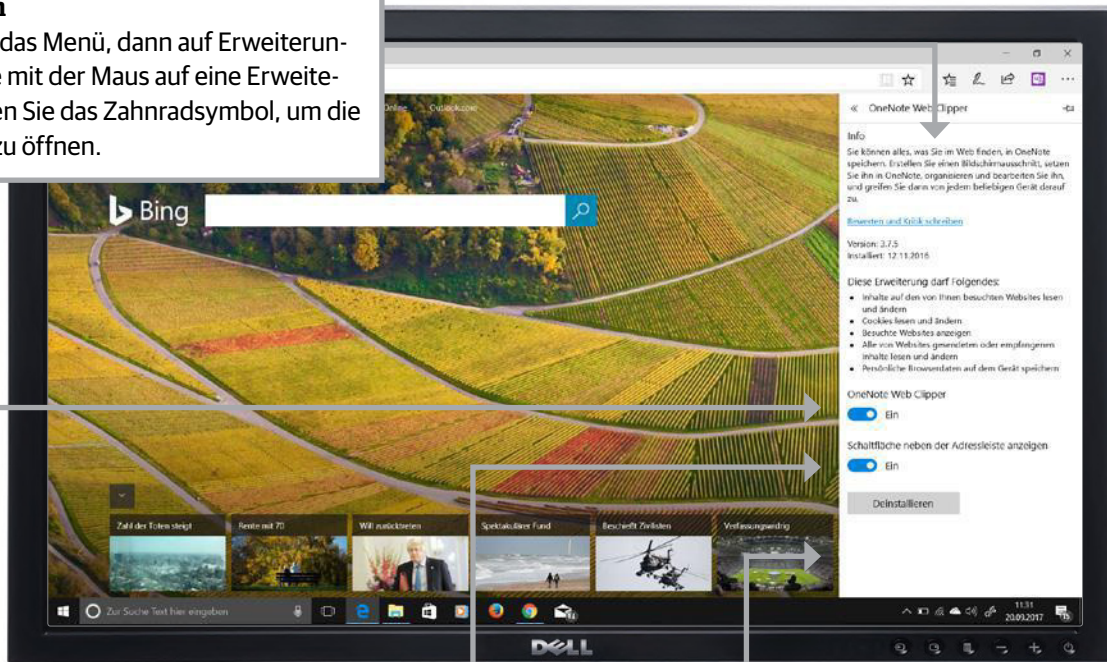 n
das Menü, dann auf Erweiterun-
mit der Maus auf eine Erweite-
en Sie das Zahnradsymbol, um die
zu öffnen.
Online Outlook.com
OneNote Web Clipper
Info
Sie können alles, was Sie im Web finden, in OneNote
speichern. Erstellen Sie einen Bildschirmausschnitt, setzen
Sie ihn in OneNote, organisieren und bearbeiten Sie ihn,
und greifen Sie dann von jedem beliebigen Gerät darauf
zu.
Bewerten und Kritik schreiben
Version: 3.7.5
Installiert: 12.11.2016
Diese Erweiterung darf Folgendes:
• Inhalte auf den von Ihnen besuchten Websites lesen
und ändern
• Cookies lesen und ändern
• Besuchte Websites anzeigen
• Alle von Websites gesendeten oder empfangenen
Inhalte lesen und ändern
• Persönliche Browserdaten auf dem Gerät speichern
OneNote Web Clipper
Ein
Schaltfläche neben der Adressleiste anzeigen
Ein
Deinstallieren
Bing
Zahl der Toten steigt Rente mit 70 Will zurücktreten Spektakulärer Fund Beschießt Zivilisten Verfassungswidrig
Zur Suche Text hier eingeben
11:31
20.09.2017
DELL